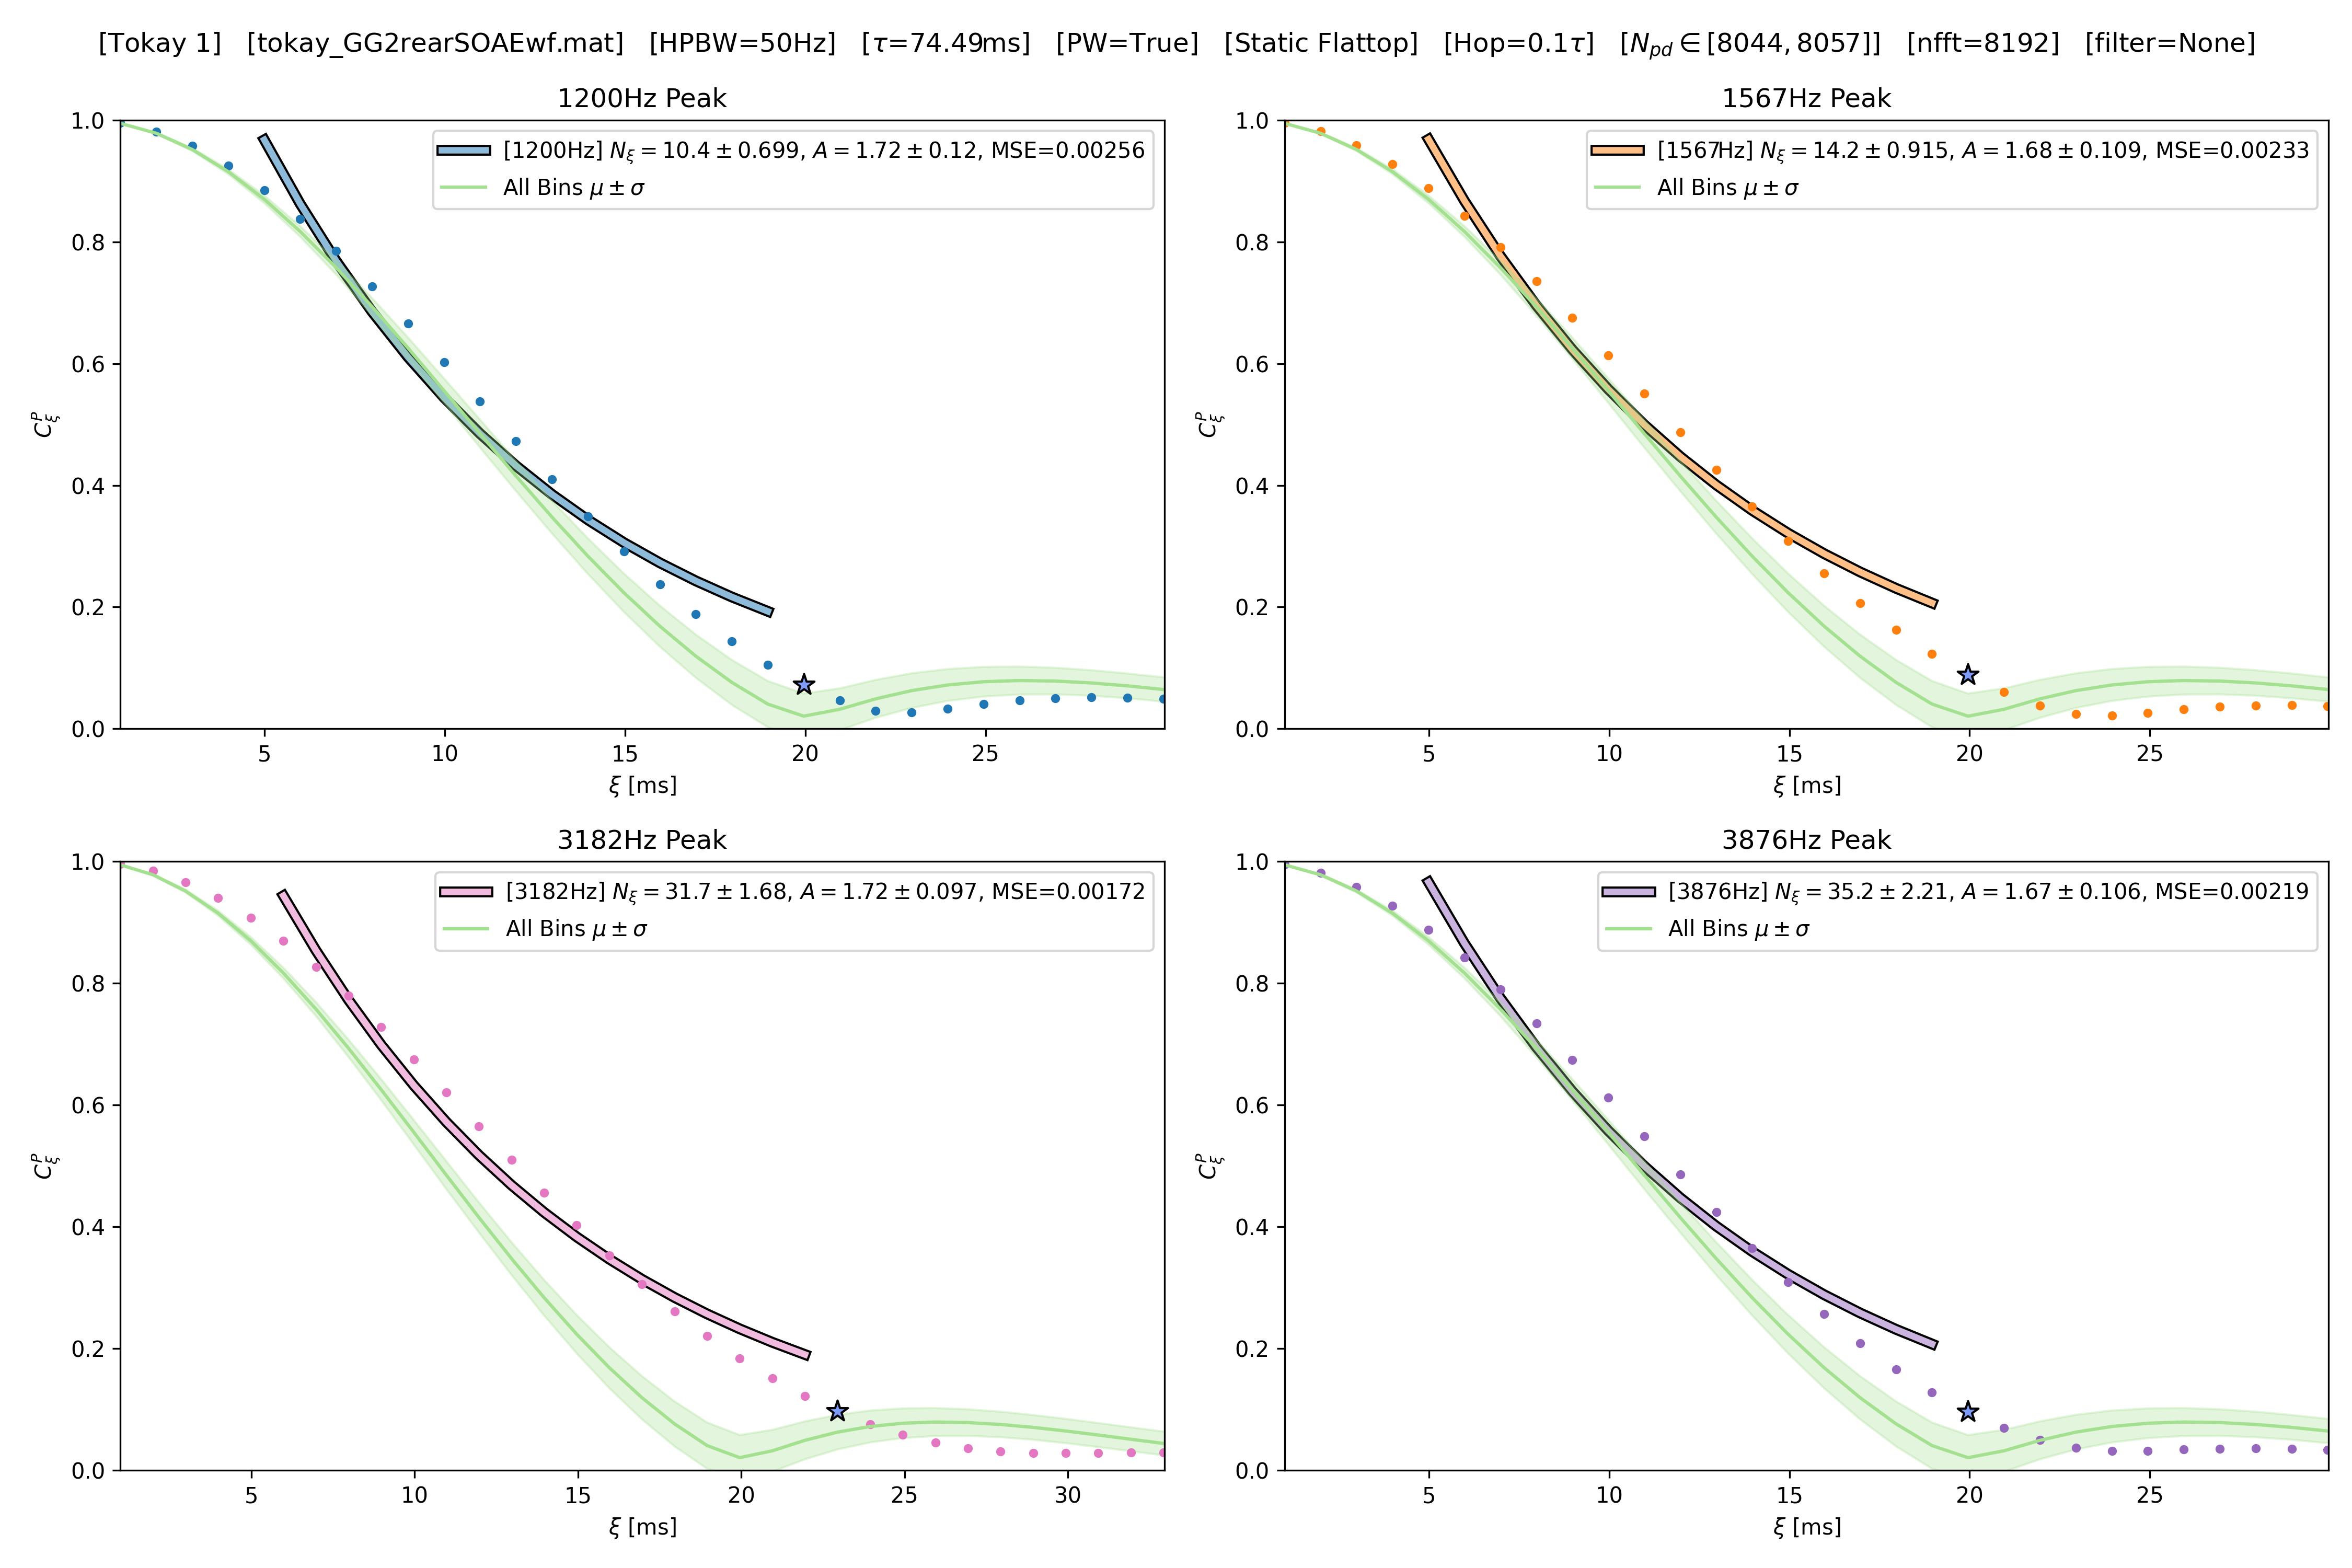 [Tokay 1] [tokay_GG2rearSOAEwf.mat] [HPBW=50Hz] [τ=74.49ms] [PW=True] [Static Flattop] [Hop=0.1τ] [N_pd ∈ [8044, 8057]] [nfft=8192] [filter=None]
1200Hz Peak
[1200Hz] N_ξ = 10.4 ± 0.699, A = 1.72 ± 0.12, MSE=0.00256
All Bins μ ± σ
1.0
0.8
0.6
0.4
0.2
0.0
C_ξ^P
5 10 15 20 25
ξ [ms]
1567Hz Peak
[1567Hz] N_ξ = 14.2 ± 0.915, A = 1.68 ± 0.109, MSE=0.00233
All Bins μ ± σ
1.0
0.8
0.6
0.4
0.2
0.0
C_ξ^P
5 10 15 20 25
ξ [ms]
3182Hz Peak
[3182Hz] N_ξ = 31.7 ± 1.68, A = 1.72 ± 0.097, MSE=0.00172
All Bins μ ± σ
1.0
0.8
0.6
0.4
0.2
0.0
C_ξ^P
5 10 15 20 25 30
ξ [ms]
3876Hz Peak
[3876Hz] N_ξ = 35.2 ± 2.21, A = 1.67 ± 0.106, MSE=0.00219
All Bins μ ± σ
1.0
0.8
0.6
0.4
0.2
0.0
C_ξ^P
5 10 15 20 25
ξ [ms]